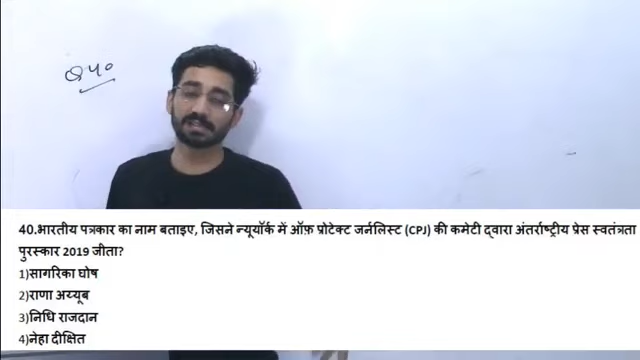 40.भारतीय पत्रकार का नाम बताइए, जिसने न्यूयॉर्क में ऑफ़ प्रोटेक्ट जर्नलिस्ट (CPJ) की कमेटी द्वारा अंतर्राष्ट्रीय प्रेस स्वतंत्रता
पुरस्कार 2019 जीता?
1)सागरिका घोष
2)राणा अय्यूब
3)निधि राजदान
4)नेहा दीक्षित